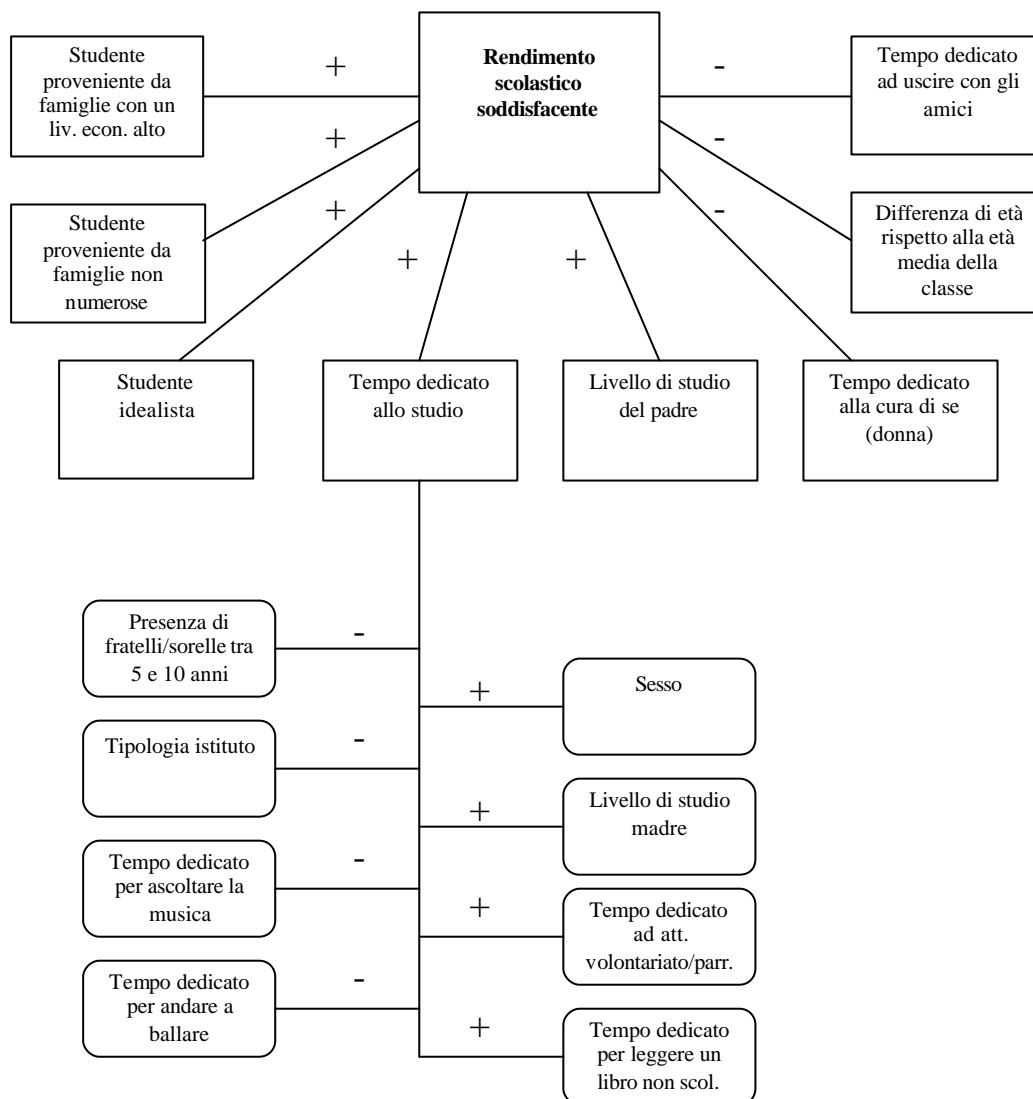 Studente
proveniente da
famiglie con un
liv. econ. alto
+
Rendimento
scolastico
soddisfacente
-
Tempo dedicato
ad uscire con gli
amici
+
-
Studente
proveniente da
famiglie non
numerose
+
-
Differenza di età
rispetto alla età
media della
classe
+
+
Studente
idealista
Tempo dedicato
allo studio
Livello di studio
del padre
Tempo dedicato
alla cura di se
(donna)
Presenza di
fratelli/sorelle tra
5 e 10 anni
-
+
Sesso
Tipologia istituto
-
+
Livello di studio
madre
Tempo dedicato
per ascoltare la
musica
-
+
Tempo dedicato
ad att.
volontariato/parr.
Tempo dedicato
per andare a
ballare
-
+
Tempo dedicato
per leggere un
libro non scol.